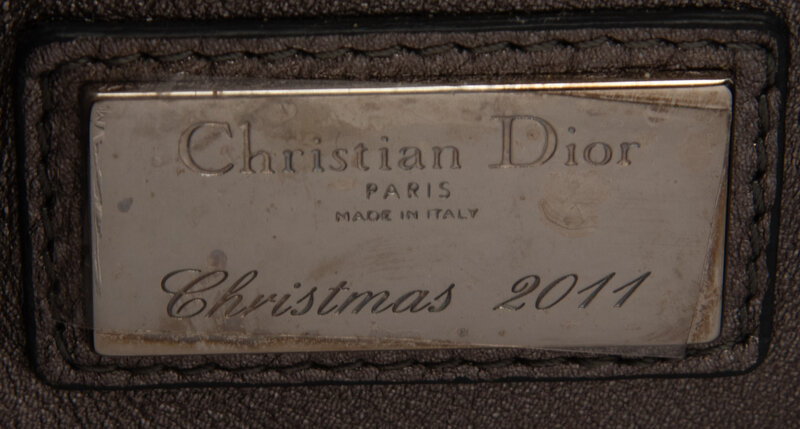 Christian Dior
PARIS
MADE IN ITALY
Christmas 2011